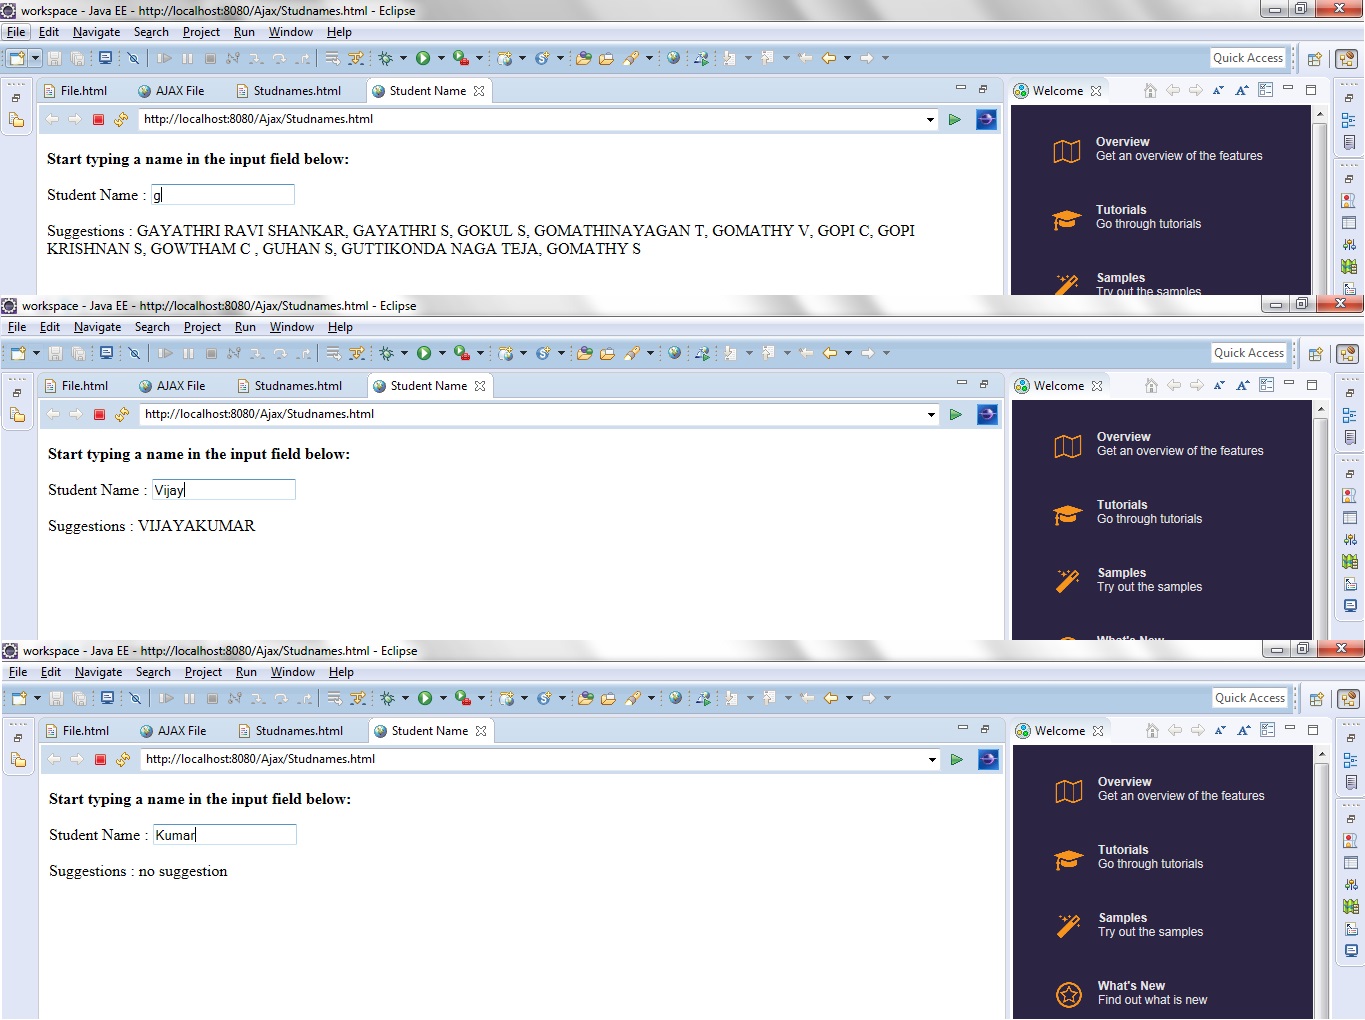 workspace - Java EE - http://localhost:8080/Ajax/Studnames.html - Eclipse
File Edit Navigate Search Project Run Window Help
Quick Access
File.html AJAX File Studnames.html Student Name Welcome
http://localhost:8080/Ajax/Studnames.html
Start typing a name in the input field below:
Student Name : g
Suggestions : GAYATHRI RAVI SHANKAR, GAYATHRI S, GOKUL S, GOMATHINAYAGAN T, GOMATHY V, GOPI C, GOPI
KRISHNAN S, GOWTHAM C , GUHAN S, GUTTIKONDA NAGA TEJA, GOMATHY S
Overview
Get an overview of the features
Tutorials
Go through tutorials
Samples
Try out the samples
workspace - Java EE - http://localhost:8080/Ajax/Studnames.html - Eclipse
File Edit Navigate Search Project Run Window Help
Quick Access
File.html AJAX File Studnames.html Student Name Welcome
http://localhost:8080/Ajax/Studnames.html
Start typing a name in the input field below:
Student Name : Vijay
Suggestions : VIJAYAKUMAR
Overview
Get an overview of the features
Tutorials
Go through tutorials
Samples
Try out the samples
What's New
workspace - Java EE - http://localhost:8080/Ajax/Studnames.html - Eclipse
File Edit Navigate Search Project Run Window Help
Quick Access
File.html AJAX File Studnames.html Student Name Welcome
http://localhost:8080/Ajax/Studnames.html
Start typing a name in the input field below:
Student Name : Kumar
Suggestions : no suggestion
Overview
Get an overview of the features
Tutorials
Go through tutorials
Samples
Try out the samples
What's New
Find out what is new